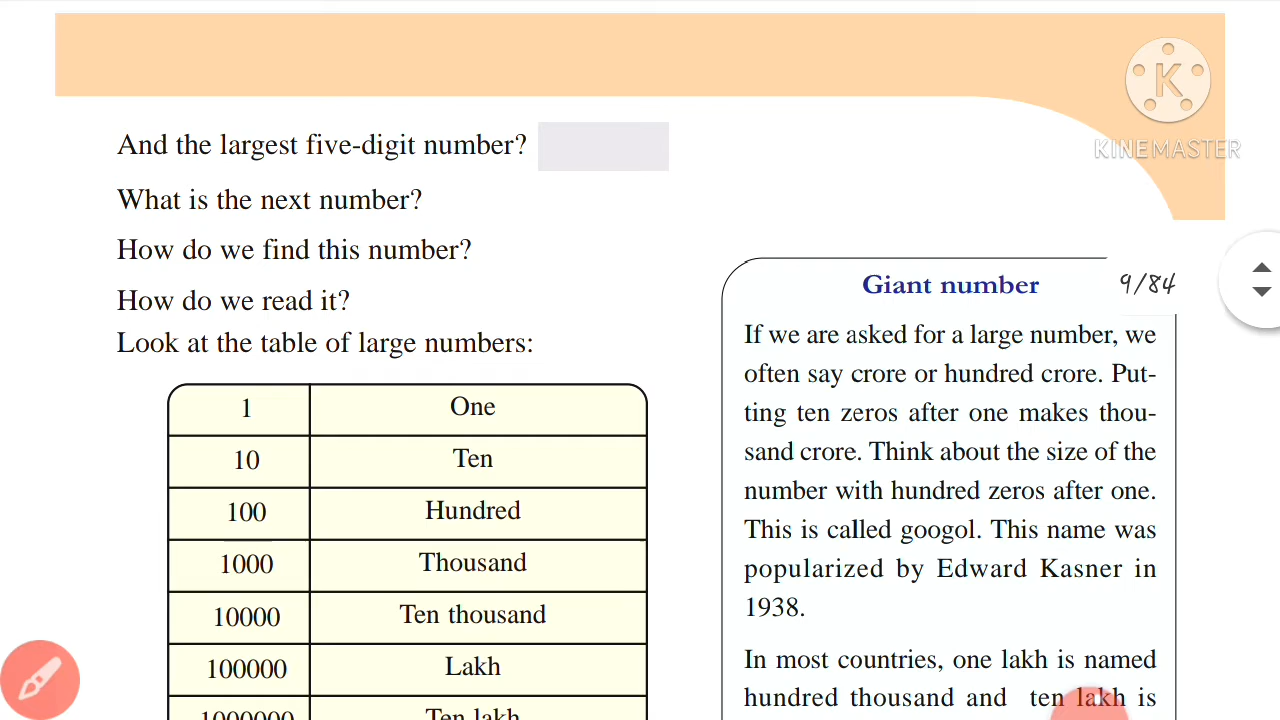 KINEMASTER
And the largest five-digit number?
What is the next number?
How do we find this number?
How do we read it?
Look at the table of large numbers:
1 One
10 Ten
100 Hundred
1000 Thousand
10000 Ten thousand
100000 Lakh
1000000 Ten lakh
Giant number 9/84
If we are asked for a large number, we
often say crore or hundred crore. Put-
ting ten zeros after one makes thou-
sand crore. Think about the size of the
number with hundred zeros after one.
This is called googol. This name was
popularized by Edward Kasner in
1938.
In most countries, one lakh is named
hundred thousand and ten lakh is